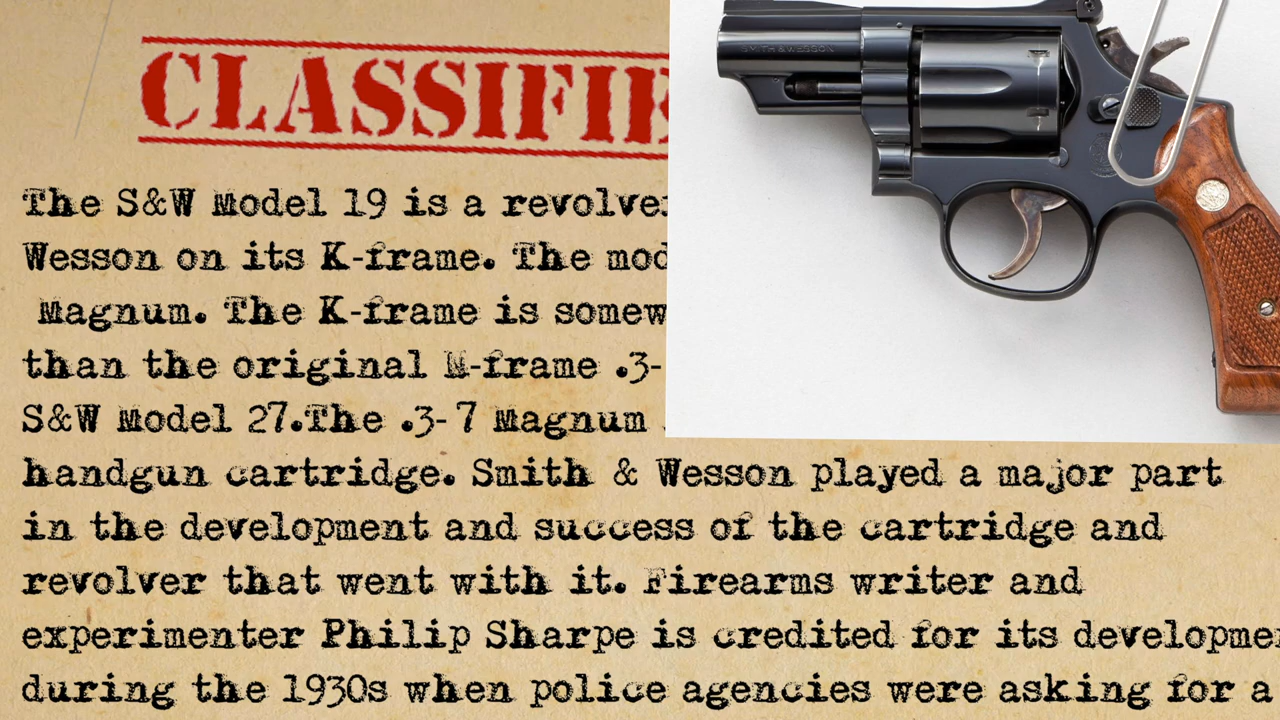 CLASSIFIE
The S&W Model 19 is a revolver
Wesson on its K-frame. The mod
Magnum. The K-frame is somew
than the original N-frame .3-
S&W Model 27.The .3- 7 Magnum
handgun cartridge. Smith & Wesson played a major part
in the development and success of the cartridge and
revolver that went with it. Firearms writer and
experimenter Philip Sharpe is credited for its developmen
during the 1930s when police agencies were asking for a
SMITH & WESSON